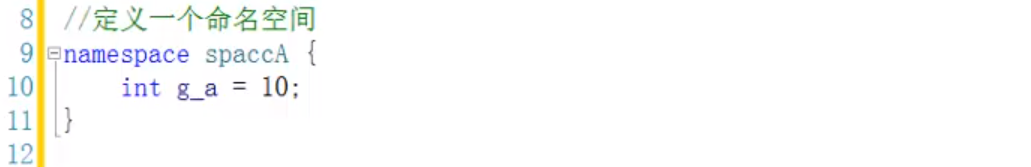 8 //定义一个命名空间
9 namespace spaccA {
10 int g_a = 10;
11 }
12